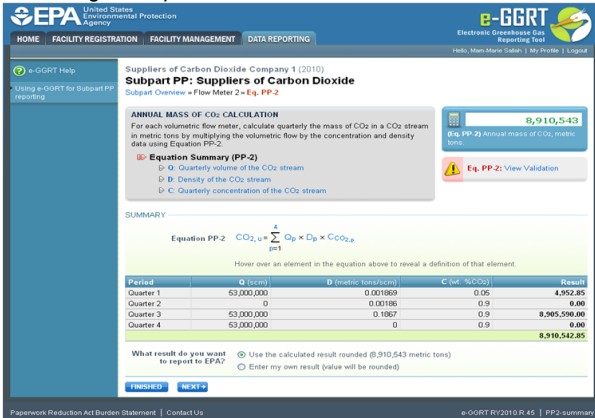 EPA United States
Environmental Protection
Agency
e-GGRT
Electronic Greenhouse Gas
Reporting Tool
HOME FACILITY REGISTRATION FACILITY MANAGEMENT DATA REPORTING
Hello, Mam-Marie Sallah | My Profile | Logout
e-GGRT Help
Using e-GGRT for Subpart PP
reporting
Suppliers of Carbon Dioxide Company 1 (2010)
Subpart PP: Suppliers of Carbon Dioxide
Subpart Overview » Flow Meter 2 » Eq. PP-2
ANNUAL MASS OF CO2 CALCULATION
For each volumetric flow meter, calculate quarterly the mass of CO2 in a CO2 stream
in metric tons by multiplying the volumetric flow by the concentration and density
data using Equation PP-2.
Equation Summary (PP-2)
Q: Quarterly volume of the CO2 stream
D: Density of the CO2 stream
C: Quarterly concentration of the CO2 stream
8,910,543
(Eq. PP-2) Annual mass of CO2, metric
tons.
Eq. PP-2: View Validation
SUMMARY
Equation PP-2 CO2, u = 4 ∑ p=1 Qp × Dp × CCO2,p
Hover over an element in the equation above to reveal a definition of that element.
Period Q (scm) D (metric tons/scm) C (wt. %CO2) Result
Quarter 1 53,000,000 0.001869 0.05 4,952.85
Quarter 2 0 0.00186 0.9 0.00
Quarter 3 53,000,000 0.1867 0.9 8,905,590.00
Quarter 4 53,000,000 0 0.9 0.00
8,910,542.85
What result do you want
to report to EPA?
Use the calculated result rounded (8,910,543 metric tons)
Enter my own result (value will be rounded)
FINISHED NEXT
Paperwork Reduction Act Burden Statement | Contact Us e-GGRT RY2010.R.45 | PP2-summary